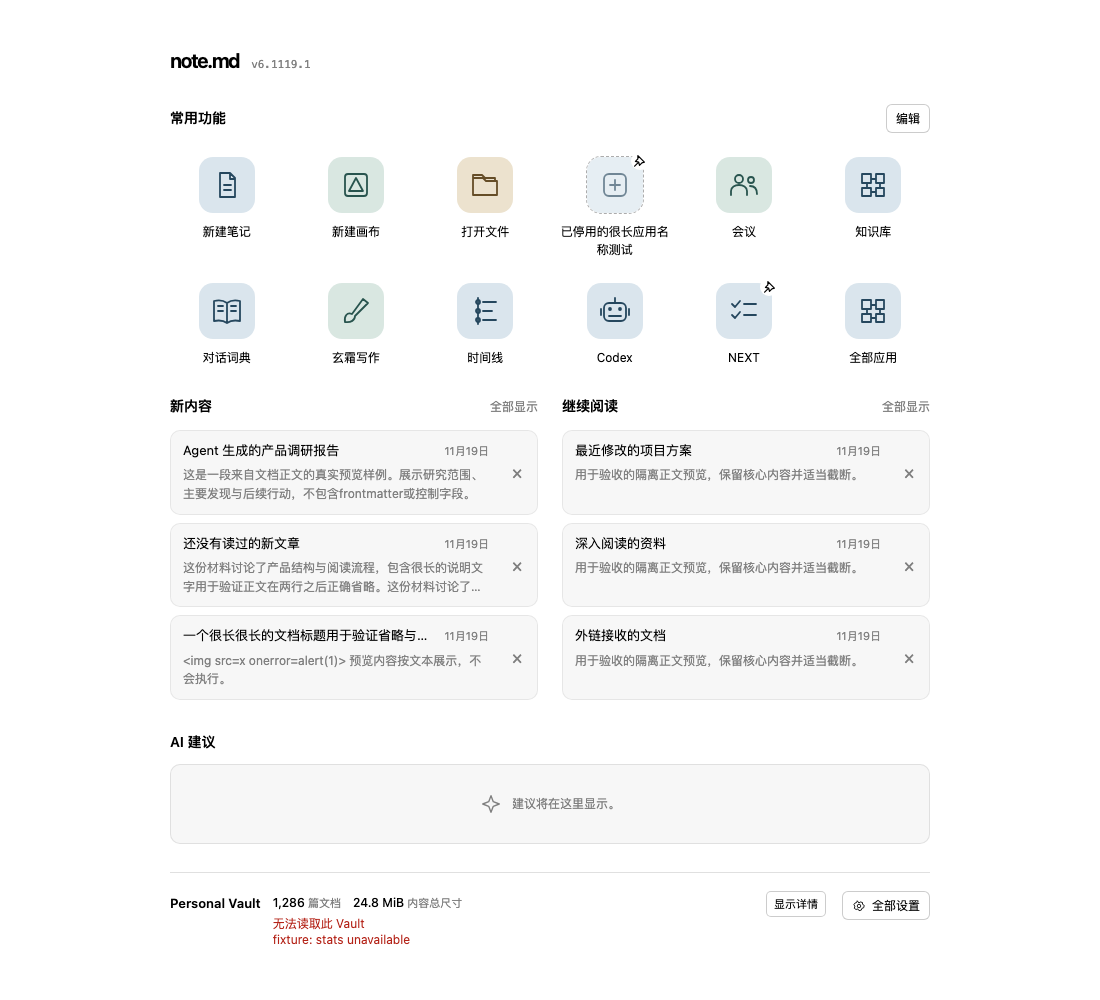 note.md v6.1119.1
常用功能
编辑
新建笔记
新建画布
打开文件
已停用的很长应用名
称测试
会议
知识库
对话词典
玄霜写作
时间线
Codex
NEXT
全部应用
新内容
全部显示
Agent 生成的产品调研报告
11月19日
这是一段来自文档正文的真实预览样例。展示研究范围、
主要发现与后续行动，不包含frontmatter或控制字段。
还没有读过的新文章
11月19日
这份材料讨论了产品结构与阅读流程，包含很长的说明文
字用于验证正文在两行之后正确省略。这份材料讨论了...
一个很长很长的文档标题用于验证省略与...
11月19日
<img src=x onerror=alert(1)> 预览内容按文本展示，不
会执行。
继续阅读
全部显示
最近修改的项目方案
11月19日
用于验收的隔离正文预览，保留核心内容并适当截断。
深入阅读的资料
11月19日
用于验收的隔离正文预览，保留核心内容并适当截断。
外链接收的文档
11月19日
用于验收的隔离正文预览，保留核心内容并适当截断。
AI 建议
建议将在这里显示。
Personal Vault
1,286 篇文档 24.8 MiB 内容总尺寸
无法读取此 Vault
fixture: stats unavailable
显示详情
全部设置